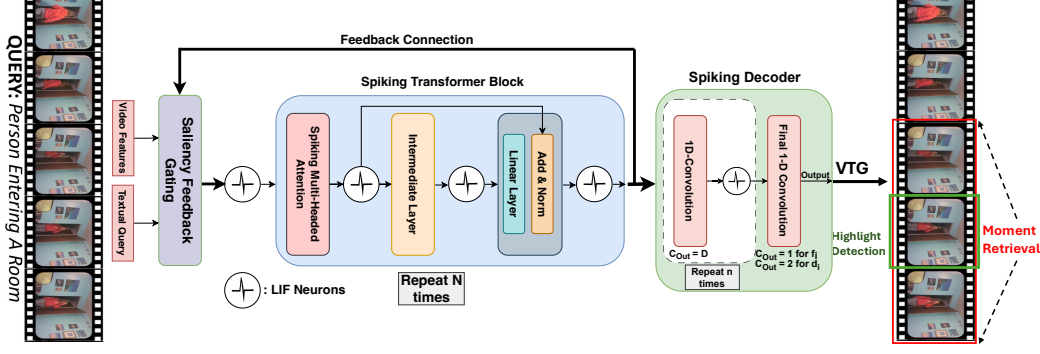 QUERY: Person Entering A Room
Video Features
Textual Query
Saliency Feedback
Gating
Feedback Connection
Spiking Transformer Block
Spiking Multi-Headed
Attention
Intermediate Layer
Linear Layer
Add & Norm
Repeat N
times
: LIF Neurons
Spiking Decoder
1D-Convolution
C_Out = D
Repeat n
times
Final 1-D Convolution
C_Out = 1 for f_i
C_Out = 2 for d_i
Output
VTG
Highlight
Detection
Moment
Retrieval